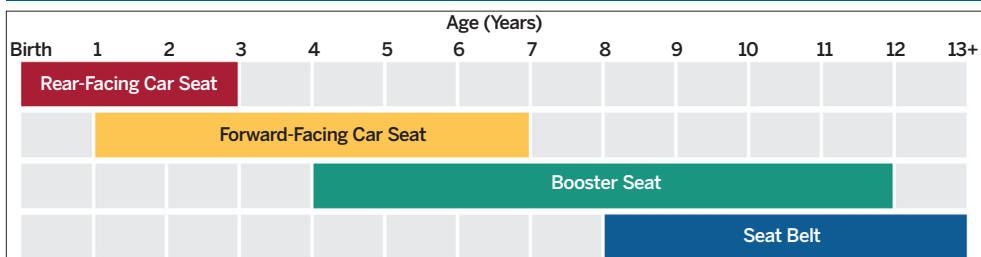 Age (Years)
Birth 1 2 3 4 5 6 7 8 9 10 11 12 13+
Rear-Facing Car Seat
Forward-Facing Car Seat
Booster Seat
Seat Belt